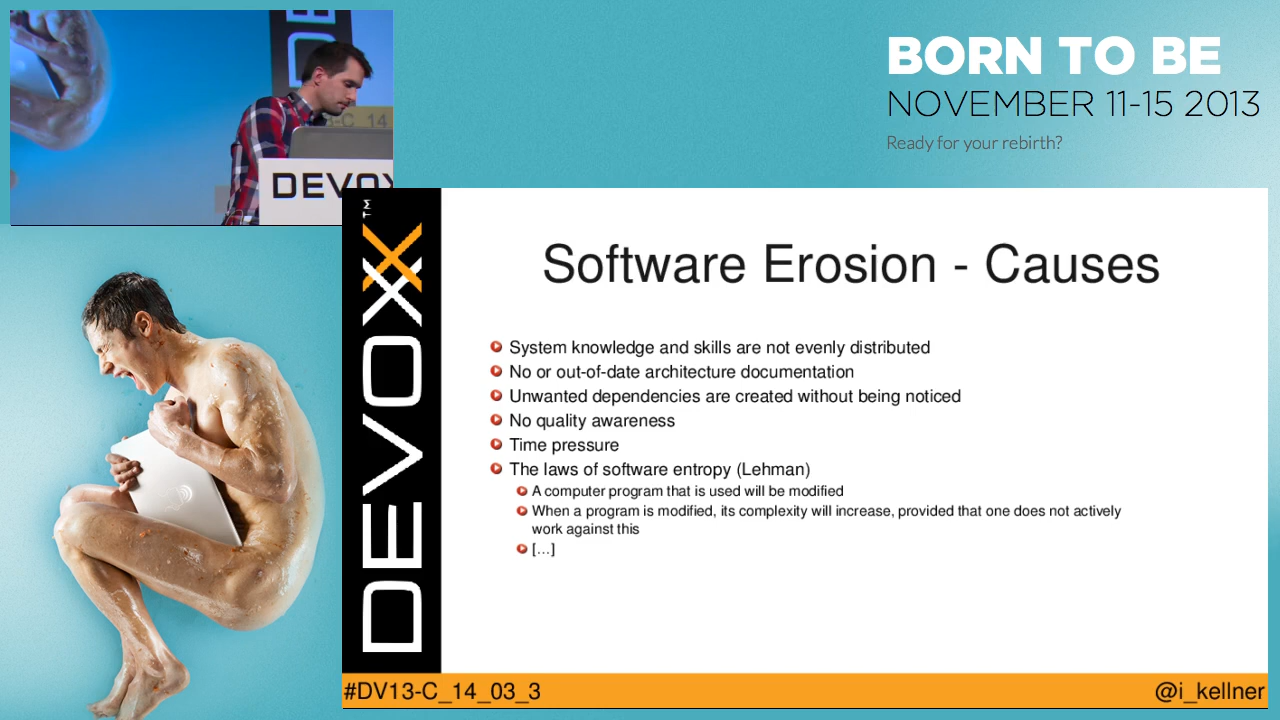 BORN TO BE
NOVEMBER 11-15 2013
Ready for your rebirth?
DEVOX
DEVOXX™
Software Erosion - Causes
System knowledge and skills are not evenly distributed
No or out-of-date architecture documentation
Unwanted dependencies are created without being noticed
No quality awareness
Time pressure
The laws of software entropy (Lehman)
A computer program that is used will be modified
When a program is modified, its complexity will increase, provided that one does not actively
work against this
[...]
#DV13-C_14_03_3
@i_kellner